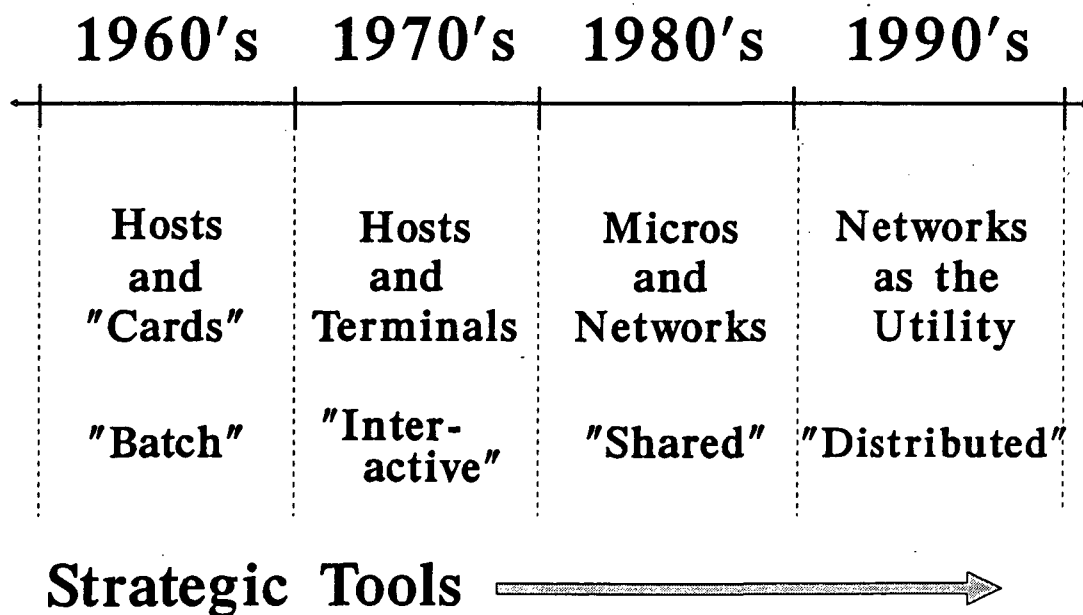 1960's 1970's 1980's 1990's
Hosts
and
"Cards"
"Batch"
Hosts
and
Terminals
"Inter-
active"
Micros
and
Networks
"Shared"
Networks
as the
Utility
"Distributed"
Strategic Tools